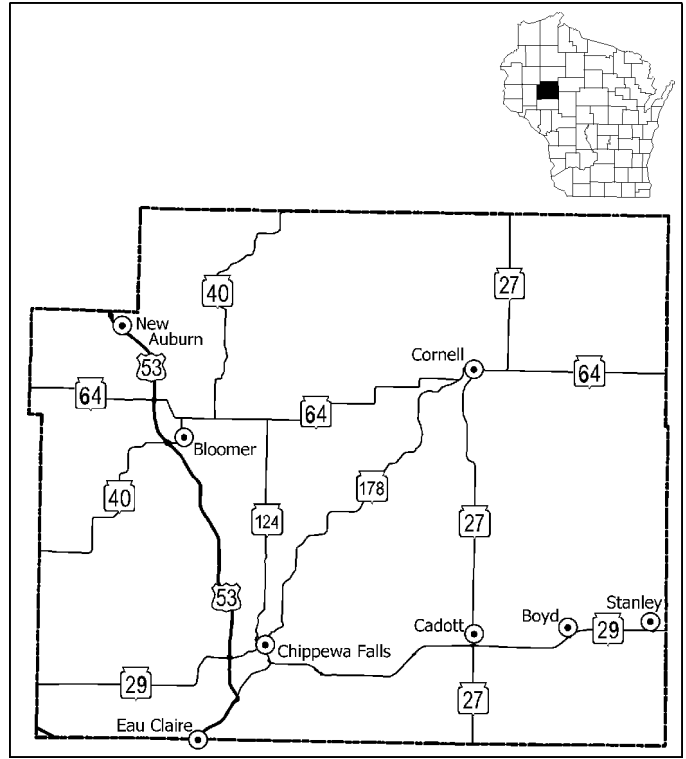 40
27
New
Auburn
53
Cornell
64
64
64
Bloomer
40
178
124
27
53
Stanley
Boyd
Cadott
29
Chippewa Falls
29
27
Eau Claire